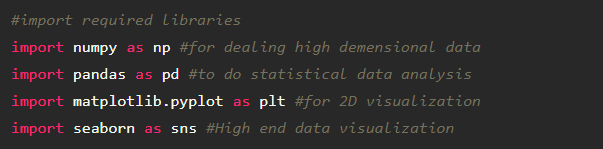 #import required libraries
import numpy as np #for dealing high demensional data
import pandas as pd #to do statistical data analysis
import matplotlib.pyplot as plt #for 2D visualization
import seaborn as sns #High end data visualization